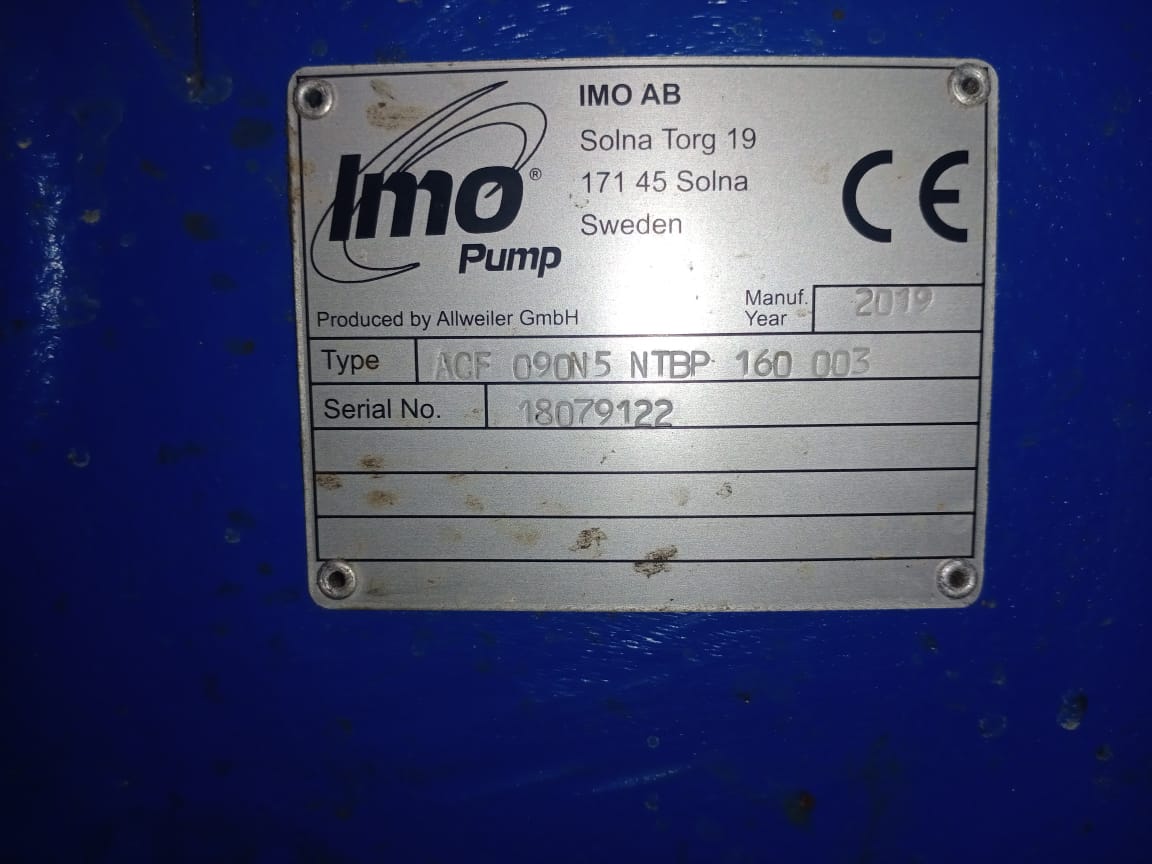 Imo®
Pump
IMO AB
Solna Torg 19
171 45 Solna
Sweden
CE
Produced by Allweiler GmbH
Manuf. Year 2019
Type ACF 090N5 NTBP 160 003
Serial No. 18079122